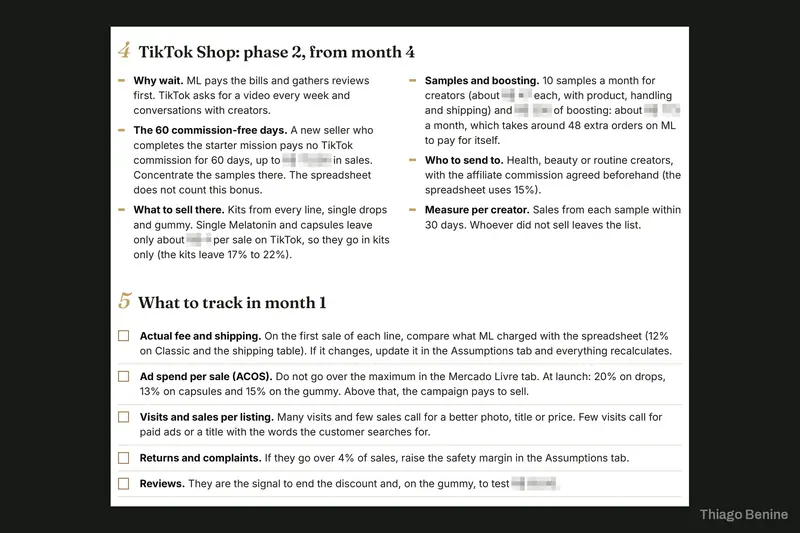 4 TikTok Shop: phase 2, from month 4
Why wait. ML pays the bills and gathers reviews
first. TikTok asks for a video every week and
conversations with creators.
The 60 commission-free days. A new seller who
completes the starter mission pays no TikTok
commission for 60 days, up to in sales.
Concentrate the samples there. The spreadsheet
does not count this bonus.
What to sell there. Kits from every line, single drops
and gummy. Single Melatonin and capsules leave
only about per sale on TikTok, so they go in kits
only (the kits leave 17% to 22%).
Samples and boosting. 10 samples a month for
creators (about each, with product, handling
and shipping) and of boosting: about
a month, which takes around 48 extra orders on ML
to pay for itself.
Who to send to. Health, beauty or routine creators,
with the affiliate commission agreed beforehand (the
spreadsheet uses 15%).
Measure per creator. Sales from each sample within
30 days. Whoever did not sell leaves the list.
5 What to track in month 1
Actual fee and shipping. On the first sale of each line, compare what ML charged with the spreadsheet (12%
on Classic and the shipping table). If it changes, update it in the Assumptions tab and everything recalculates.
Ad spend per sale (ACOS). Do not go over the maximum in the Mercado Livre tab. At launch: 20% on drops,
13% on capsules and 15% on the gummy. Above that, the campaign pays to sell.
Visits and sales per listing. Many visits and few sales call for a better photo, title or price. Few visits call for
paid ads or a title with the words the customer searches for.
Returns and complaints. If they go over 4% of sales, raise the safety margin in the Assumptions tab.
Reviews. They are the signal to end the discount and, on the gummy, to test
Thiago Benine